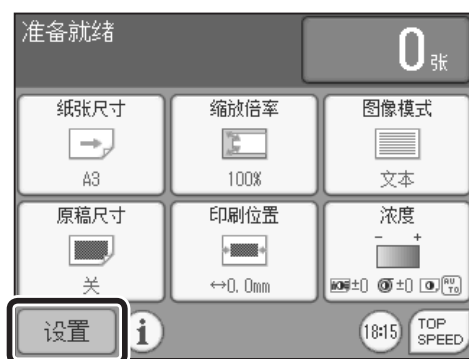 准备就绪
0张
纸张尺寸
缩放倍率
图像模式
A3
100%
文本
原稿尺寸
印刷位置
浓度
- +
关
↔0.0mm
±0 ±0 AUTO
设置
i
18:15
TOP SPEED